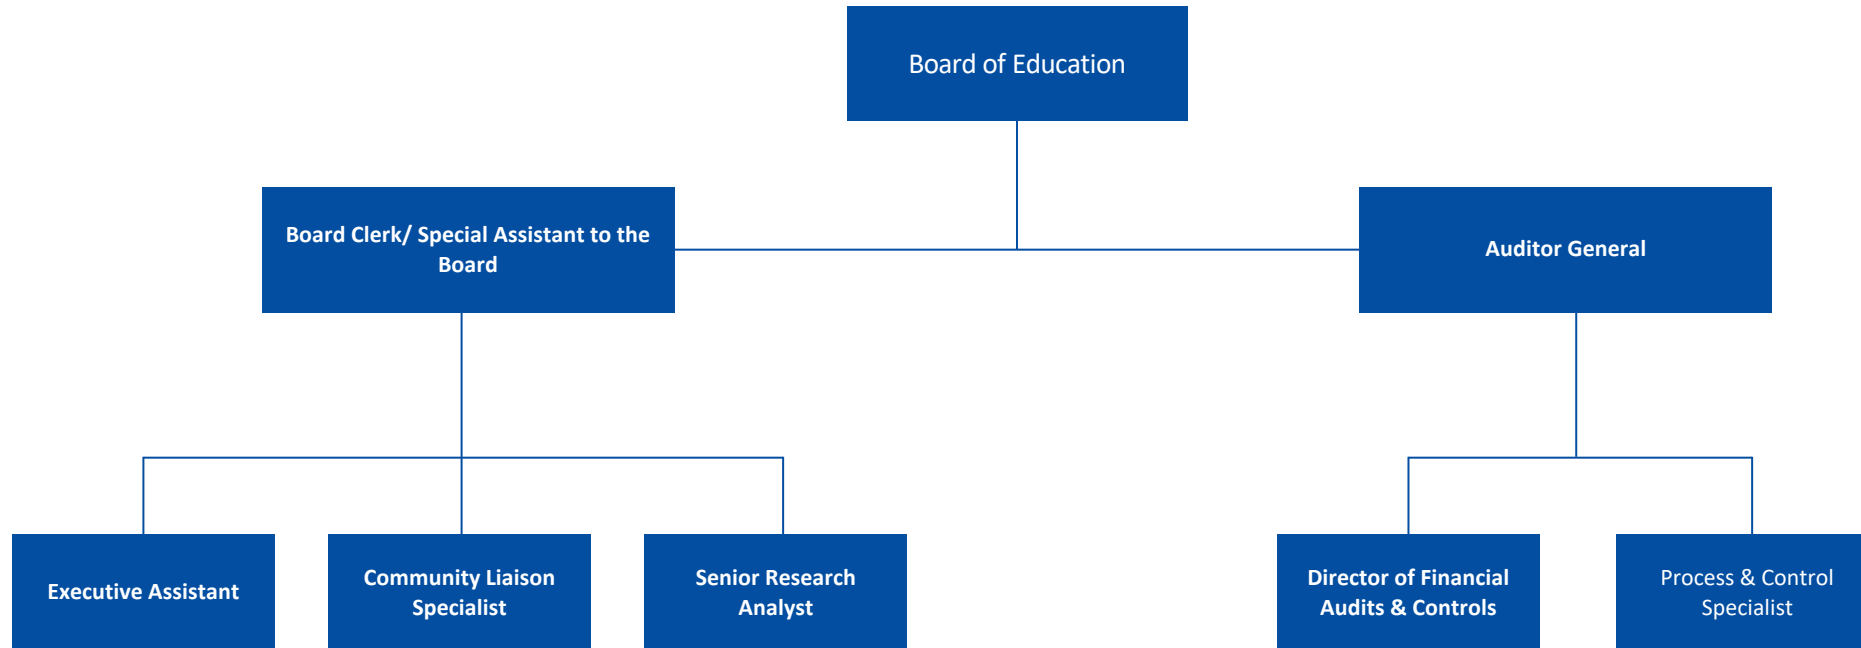 Board of Education
Board Clerk/ Special Assistant to the
Board
Auditor General
Executive Assistant
Community Liaison
Specialist
Senior Research
Analyst
Director of Financial
Audits & Controls
Process & Control
Specialist